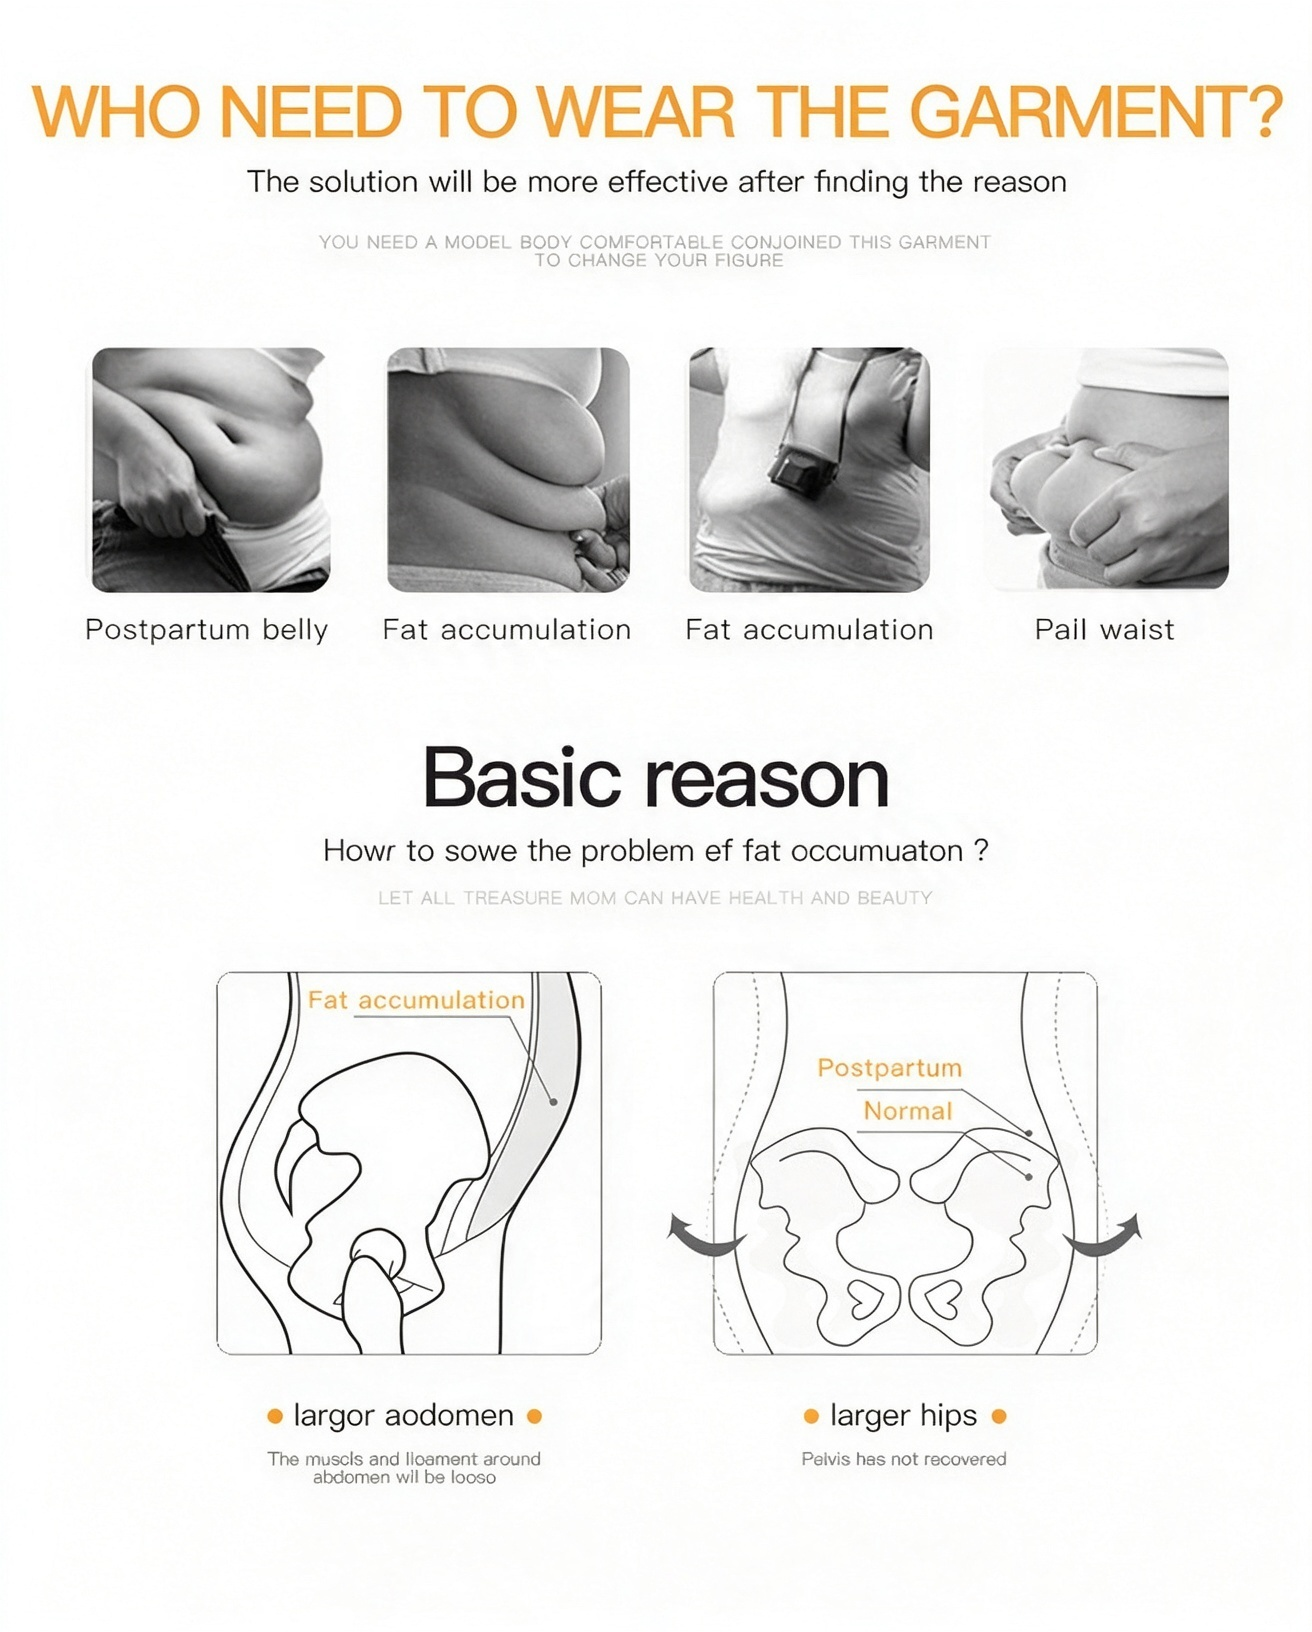 WHO NEED TO WEAR THE GARMENT?
The solution will be more effective after finding the reason
YOU NEED A MODEL BODY COMFORTABLE CONJOINED THIS GARMENT
TO CHANGE YOUR FIGURE
Postpartum belly
Fat accumulation
Fat accumulation
Pail waist
Basic reason
Howr to sowe the problem ef fat occumuaton ?
LET ALL TREASURE MOM CAN HAVE HEALTH AND BEAUTY
Fat accumulation
Postpartum
Normal
largor aodomen
The muscls and lloament around
abdomen wll be looso
larger hips
Pelvis has not recovered